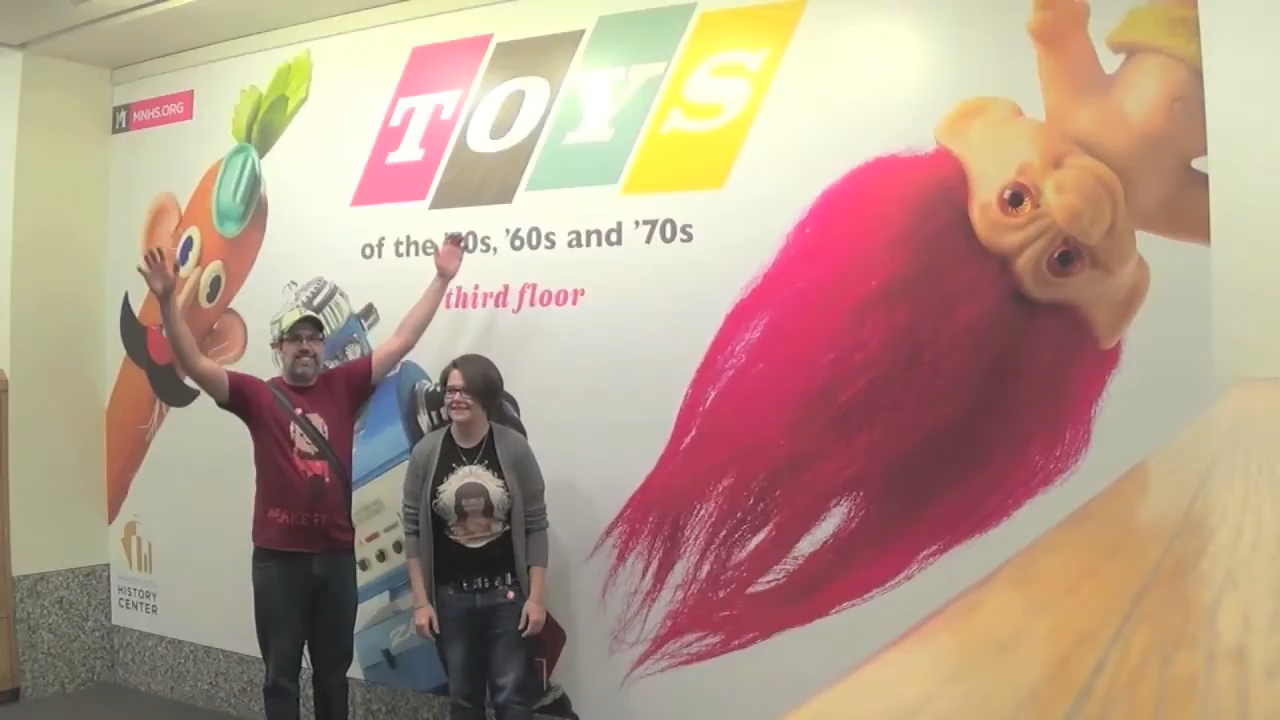 MNHS.ORG
TOYS
of the '50s, '60s and '70s
third floor
HISTORY
CENTER